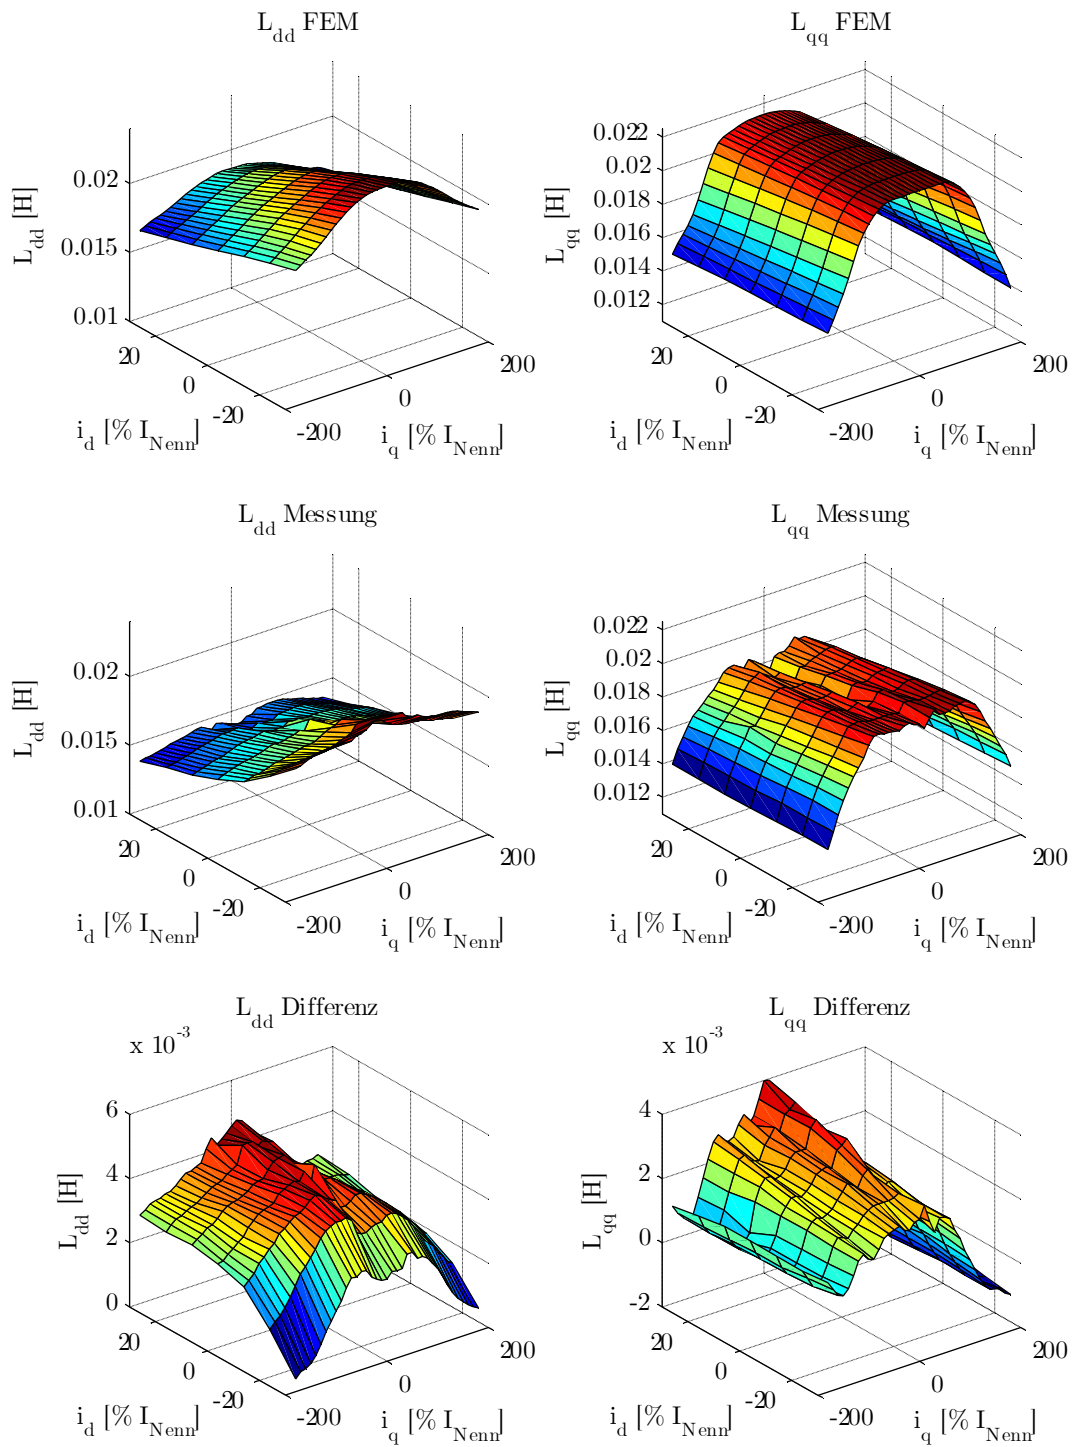 L_dd FEM
L_dd [H]
0.02
0.015
0.01
20
0
-20
-200
0
200
i_d [% I_Nenn]
i_q [% I_Nenn]
L_qq FEM
L_qq [H]
0.022
0.02
0.018
0.016
0.014
0.012
20
0
-20
-200
0
200
i_d [% I_Nenn]
i_q [% I_Nenn]
L_dd Messung
L_dd [H]
0.02
0.015
0.01
20
0
-20
-200
0
200
i_d [% I_Nenn]
i_q [% I_Nenn]
L_qq Messung
L_qq [H]
0.022
0.02
0.018
0.016
0.014
0.012
20
0
-20
-200
0
200
i_d [% I_Nenn]
i_q [% I_Nenn]
L_dd Differenz
x 10^-3
L_dd [H]
6
4
2
0
20
0
-20
-200
0
200
i_d [% I_Nenn]
i_q [% I_Nenn]
L_qq Differenz
x 10^-3
L_qq [H]
4
2
0
-2
20
0
-20
-200
0
200
i_d [% I_Nenn]
i_q [% I_Nenn]